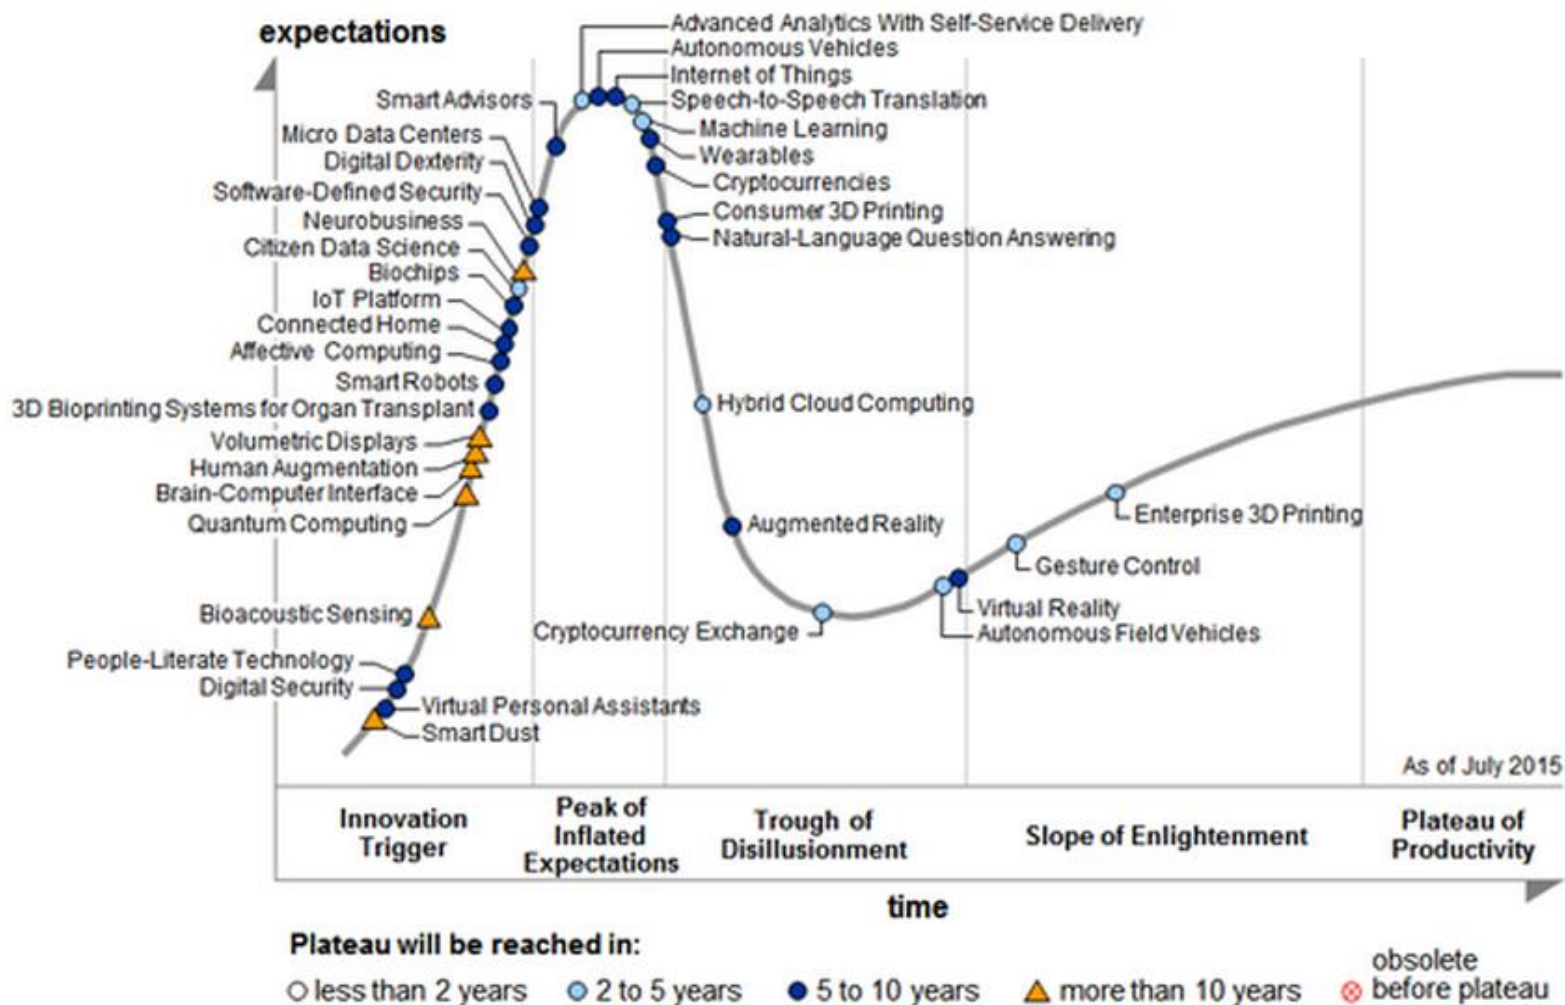 expectations
Advanced Analytics With Self-Service Delivery
Autonomous Vehicles
Internet of Things
Smart Advisors
Speech-to-Speech Translation
Micro Data Centers
Machine Learning
Digital Dexterity
Wearables
Software-Defined Security
Cryptocurrencies
Neurobusiness
Consumer 3D Printing
Citizen Data Science
Natural-Language Question Answering
Biochips
IoT Platform
Connected Home
Affective Computing
Smart Robots
3D Bioprinting Systems for Organ Transplant
Hybrid Cloud Computing
Volumetric Displays
Human Augmentation
Brain-Computer Interface
Quantum Computing
Augmented Reality
Enterprise 3D Printing
Gesture Control
Bioacoustic Sensing
Virtual Reality
Cryptocurrency Exchange
Autonomous Field Vehicles
People-Literate Technology
Digital Security
Virtual Personal Assistants
Smart Dust
As of July 2015
Innovation
Trigger
Peak of
Inflated
Expectations
Trough of
Disillusionment
Slope of Enlightenment
Plateau of
Productivity
time
Plateau will be reached in:
less than 2 years
2 to 5 years
5 to 10 years
more than 10 years
obsolete
before plateau